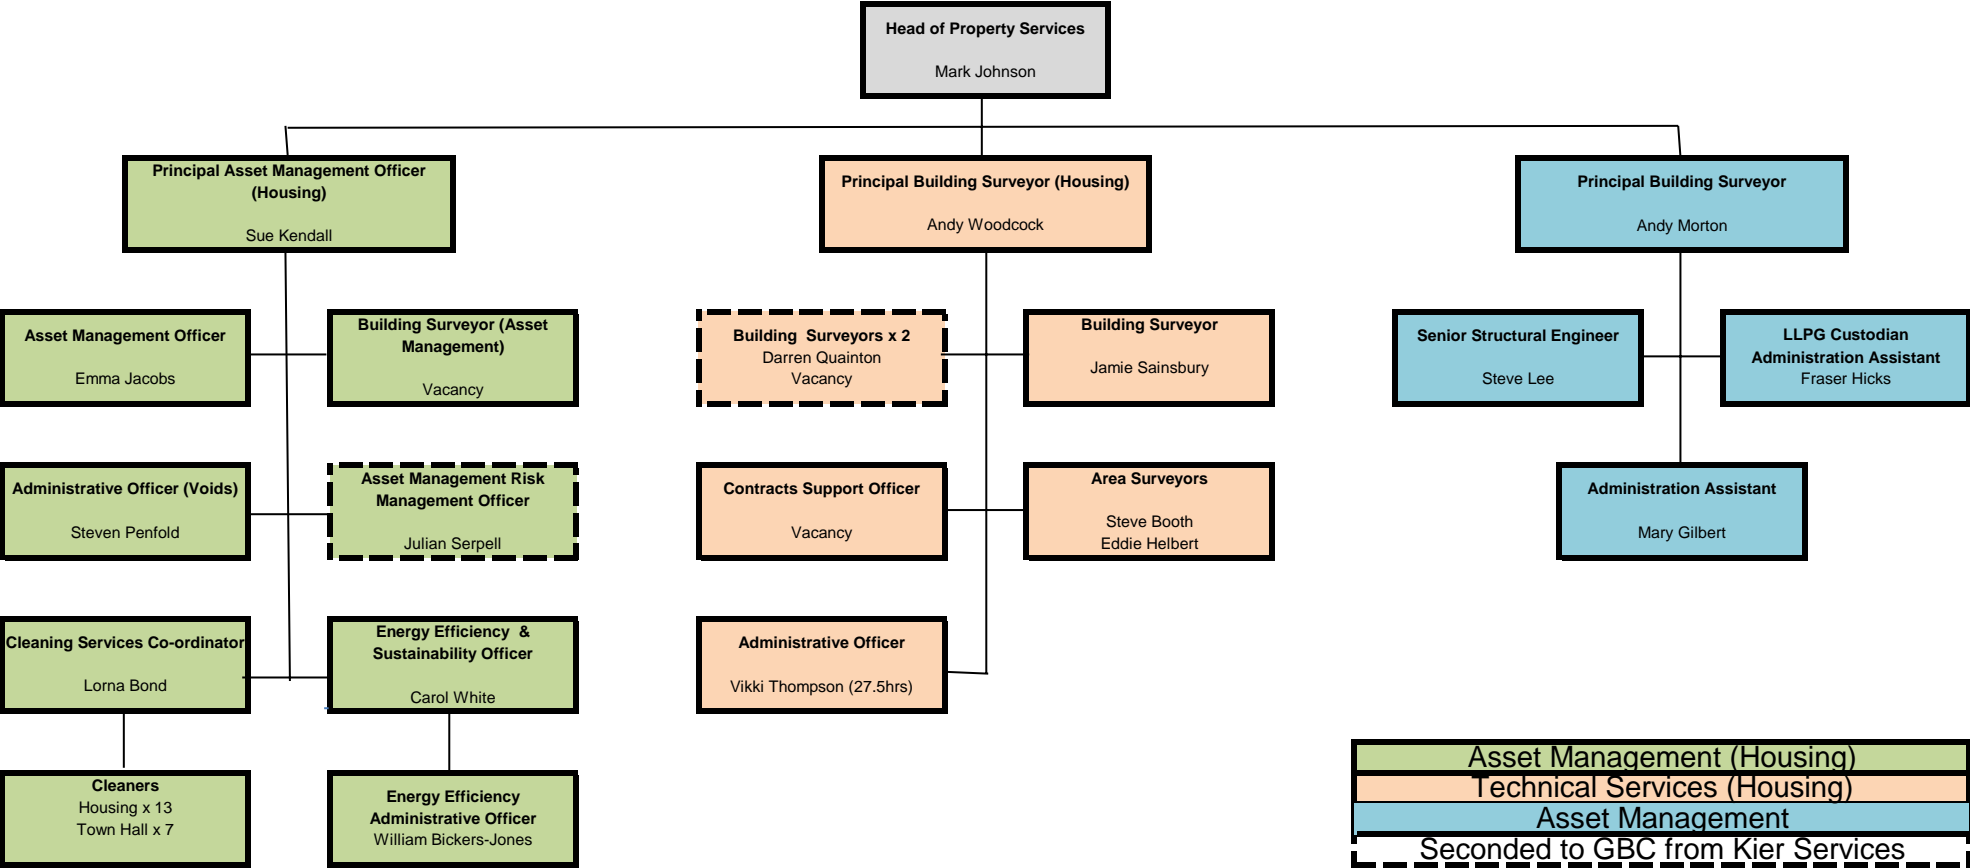 Head of Property Services
Mark Johnson
Principal Asset Management Officer
(Housing)
Sue Kendall
Principal Building Surveyor (Housing)
Andy Woodcock
Principal Building Surveyor
Andy Morton
Asset Management Officer
Emma Jacobs
Building Surveyor (Asset
Management)
Vacancy
Building  Surveyors x 2
Darren Quainton
Vacancy
Building Surveyor
Jamie Sainsbury
Senior Structural Engineer
Steve Lee
LLPG Custodian
Administration Assistant
Fraser Hicks
Administrative Officer (Voids)
Steven Penfold
Asset Management Risk
Management Officer
Julian Serpell
Contracts Support Officer
Vacancy
Area Surveyors
Steve Booth
Eddie Helbert
Administration Assistant
Mary Gilbert
Cleaning Services Co-ordinator
Lorna Bond
Energy Efficiency  &
Sustainability Officer
Carol White
Administrative Officer
Vikki Thompson (27.5hrs)
Cleaners
Housing x 13
Town Hall x 7
Energy Efficiency
Administrative Officer
William Bickers-Jones
Asset Management (Housing)
Technical Services (Housing)
Asset Management
Seconded to GBC from Kier Services